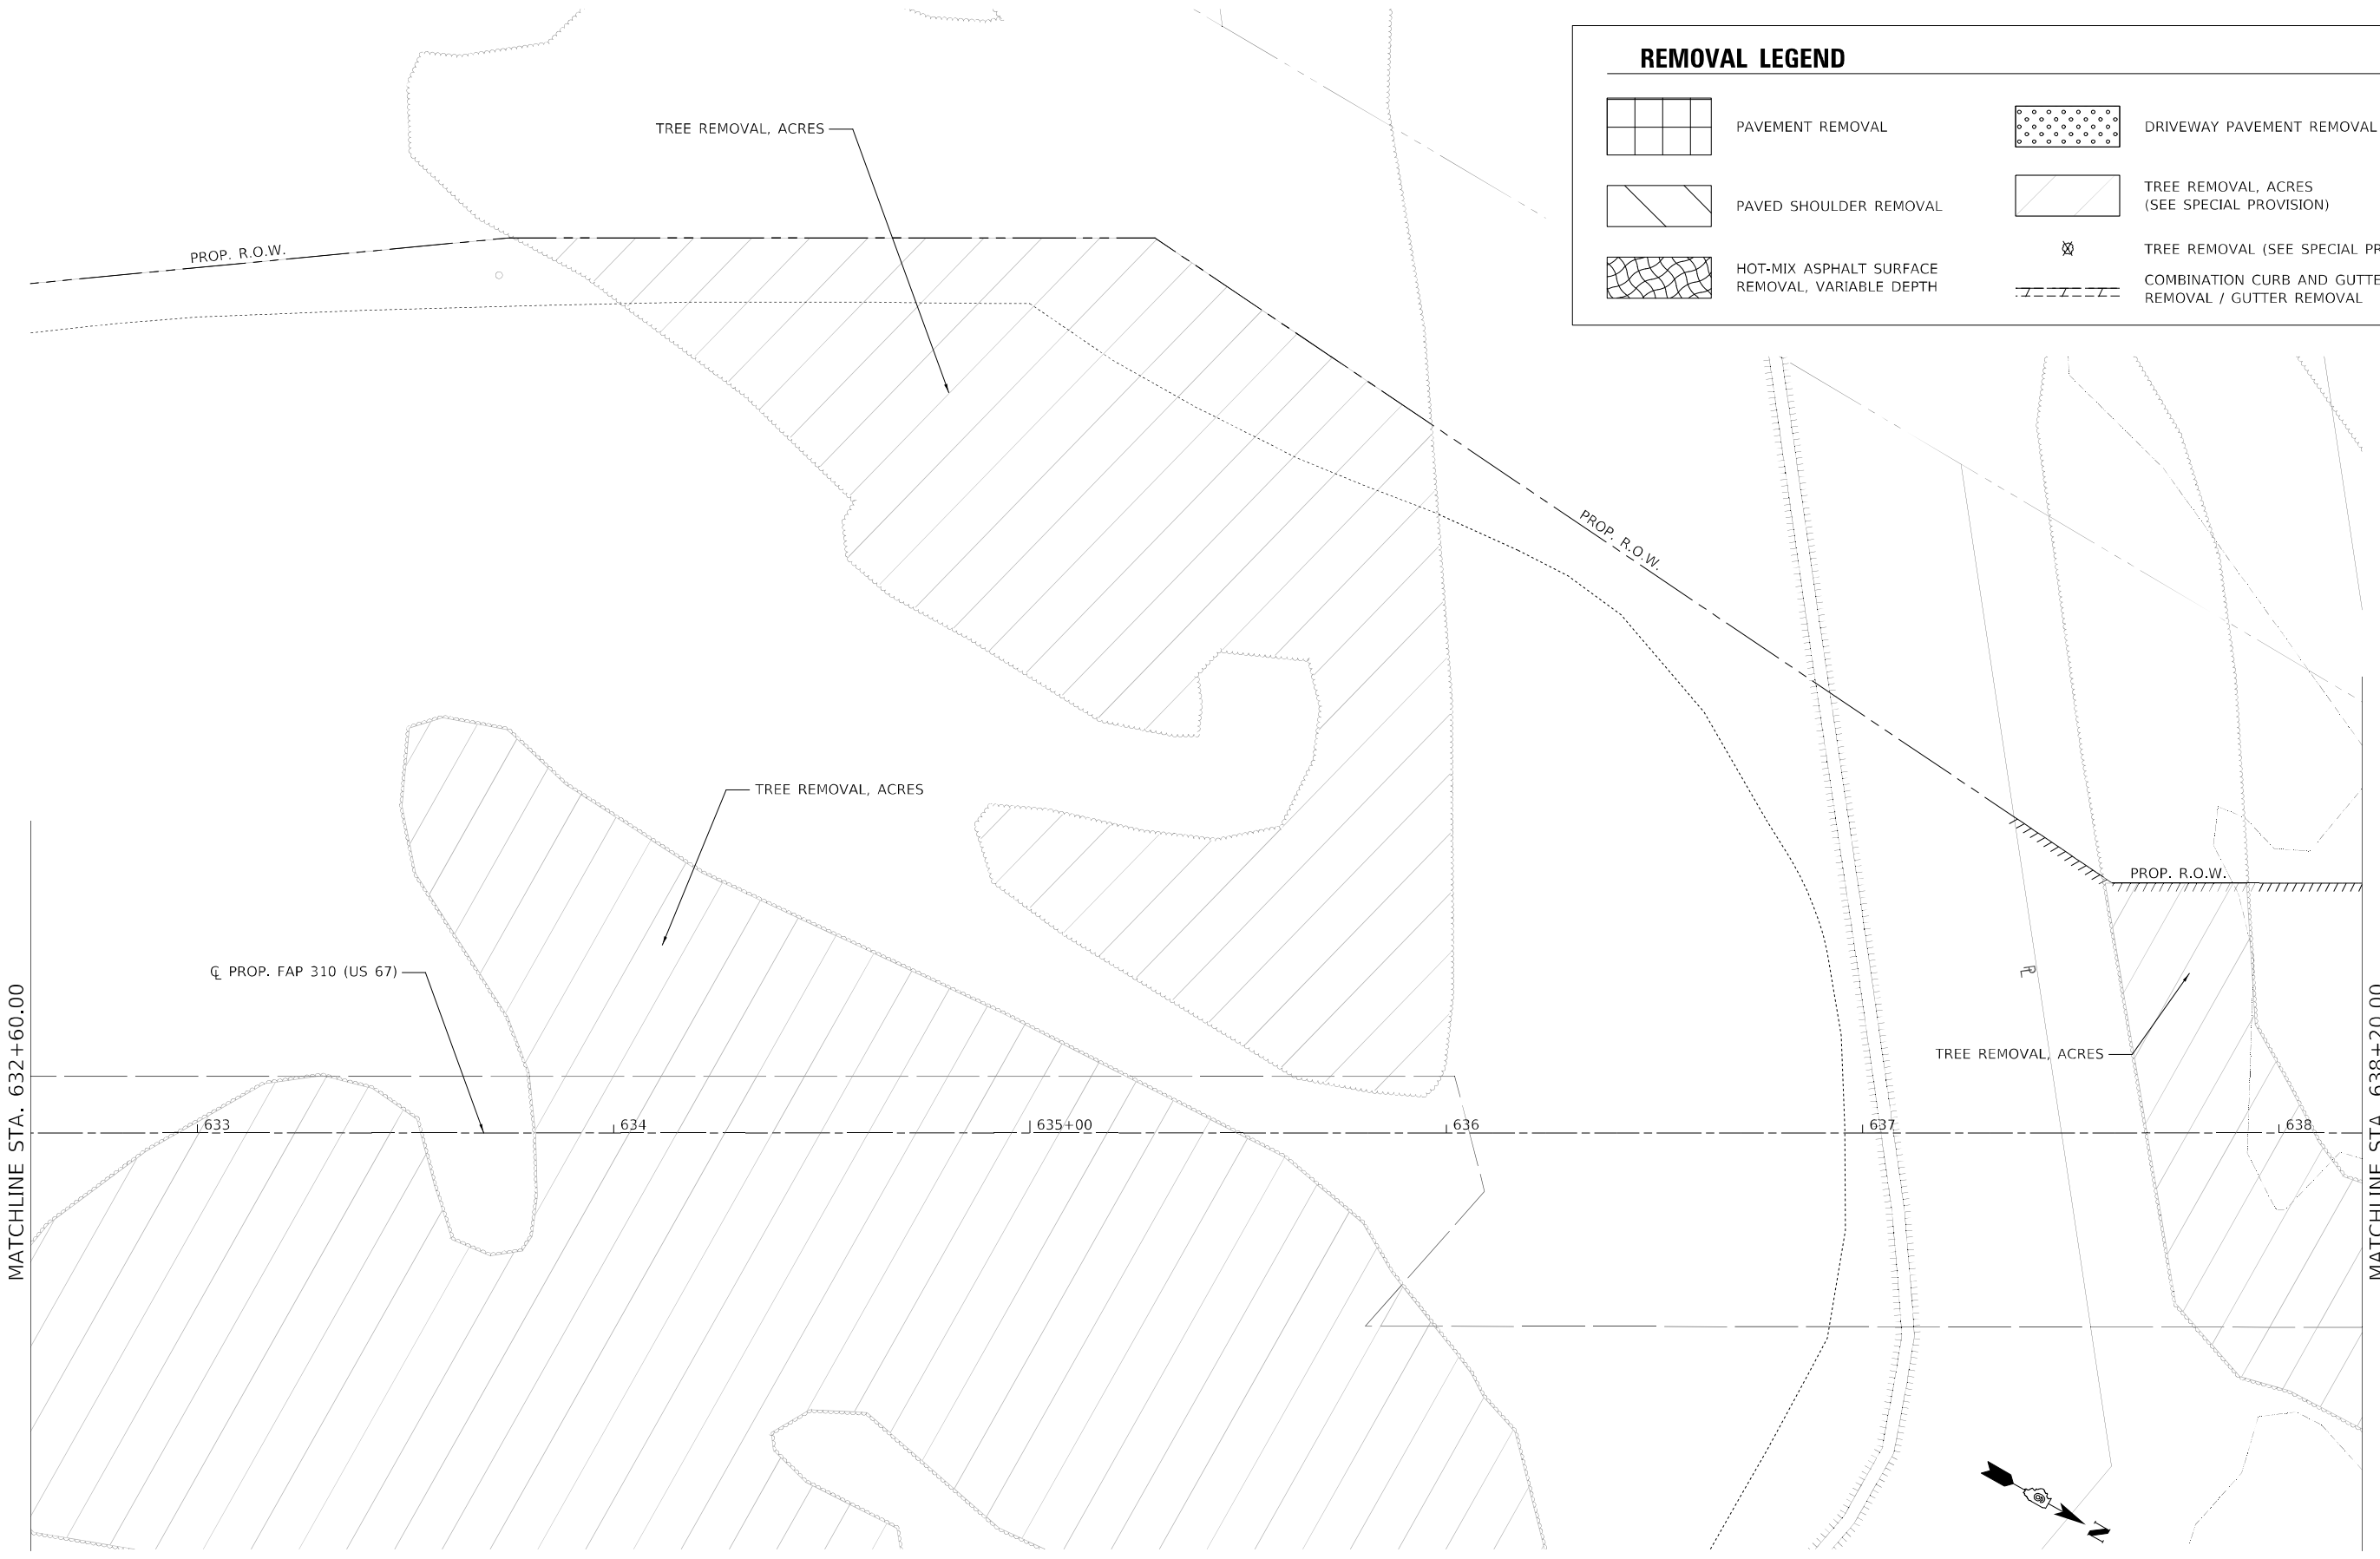 REMOVAL LEGEND
PAVEMENT REMOVAL
DRIVEWAY PAVEMENT REMOVAL
PAVED SHOULDER REMOVAL
TREE REMOVAL, ACRES
(SEE SPECIAL PROVISION)
TREE REMOVAL (SEE SPECIAL PR
HOT-MIX ASPHALT SURFACE
REMOVAL, VARIABLE DEPTH
COMBINATION CURB AND GUTTE
REMOVAL / GUTTER REMOVAL
TREE REMOVAL, ACRES
PROP. R.O.W.
PROP. R.O.W.
TREE REMOVAL, ACRES
PROP. R.O.W.
℄ PROP. FAP 310 (US 67)
PL
TREE REMOVAL, ACRES
MATCHLINE STA. 632+60.00
633
634
635+00
636
637
638
MATCHLINE STA. 638+20.00
N